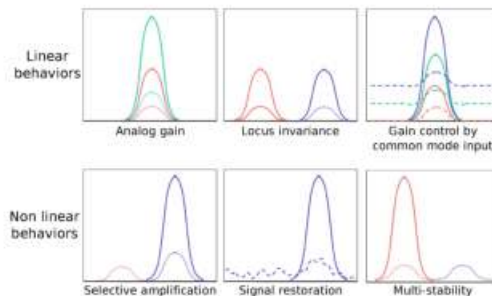 Linear
behaviors
Analog gain
Locus invariance
Gain control by
common mode input
Non linear
behaviors
Selective amplification
Signal restoration
Multi-stability